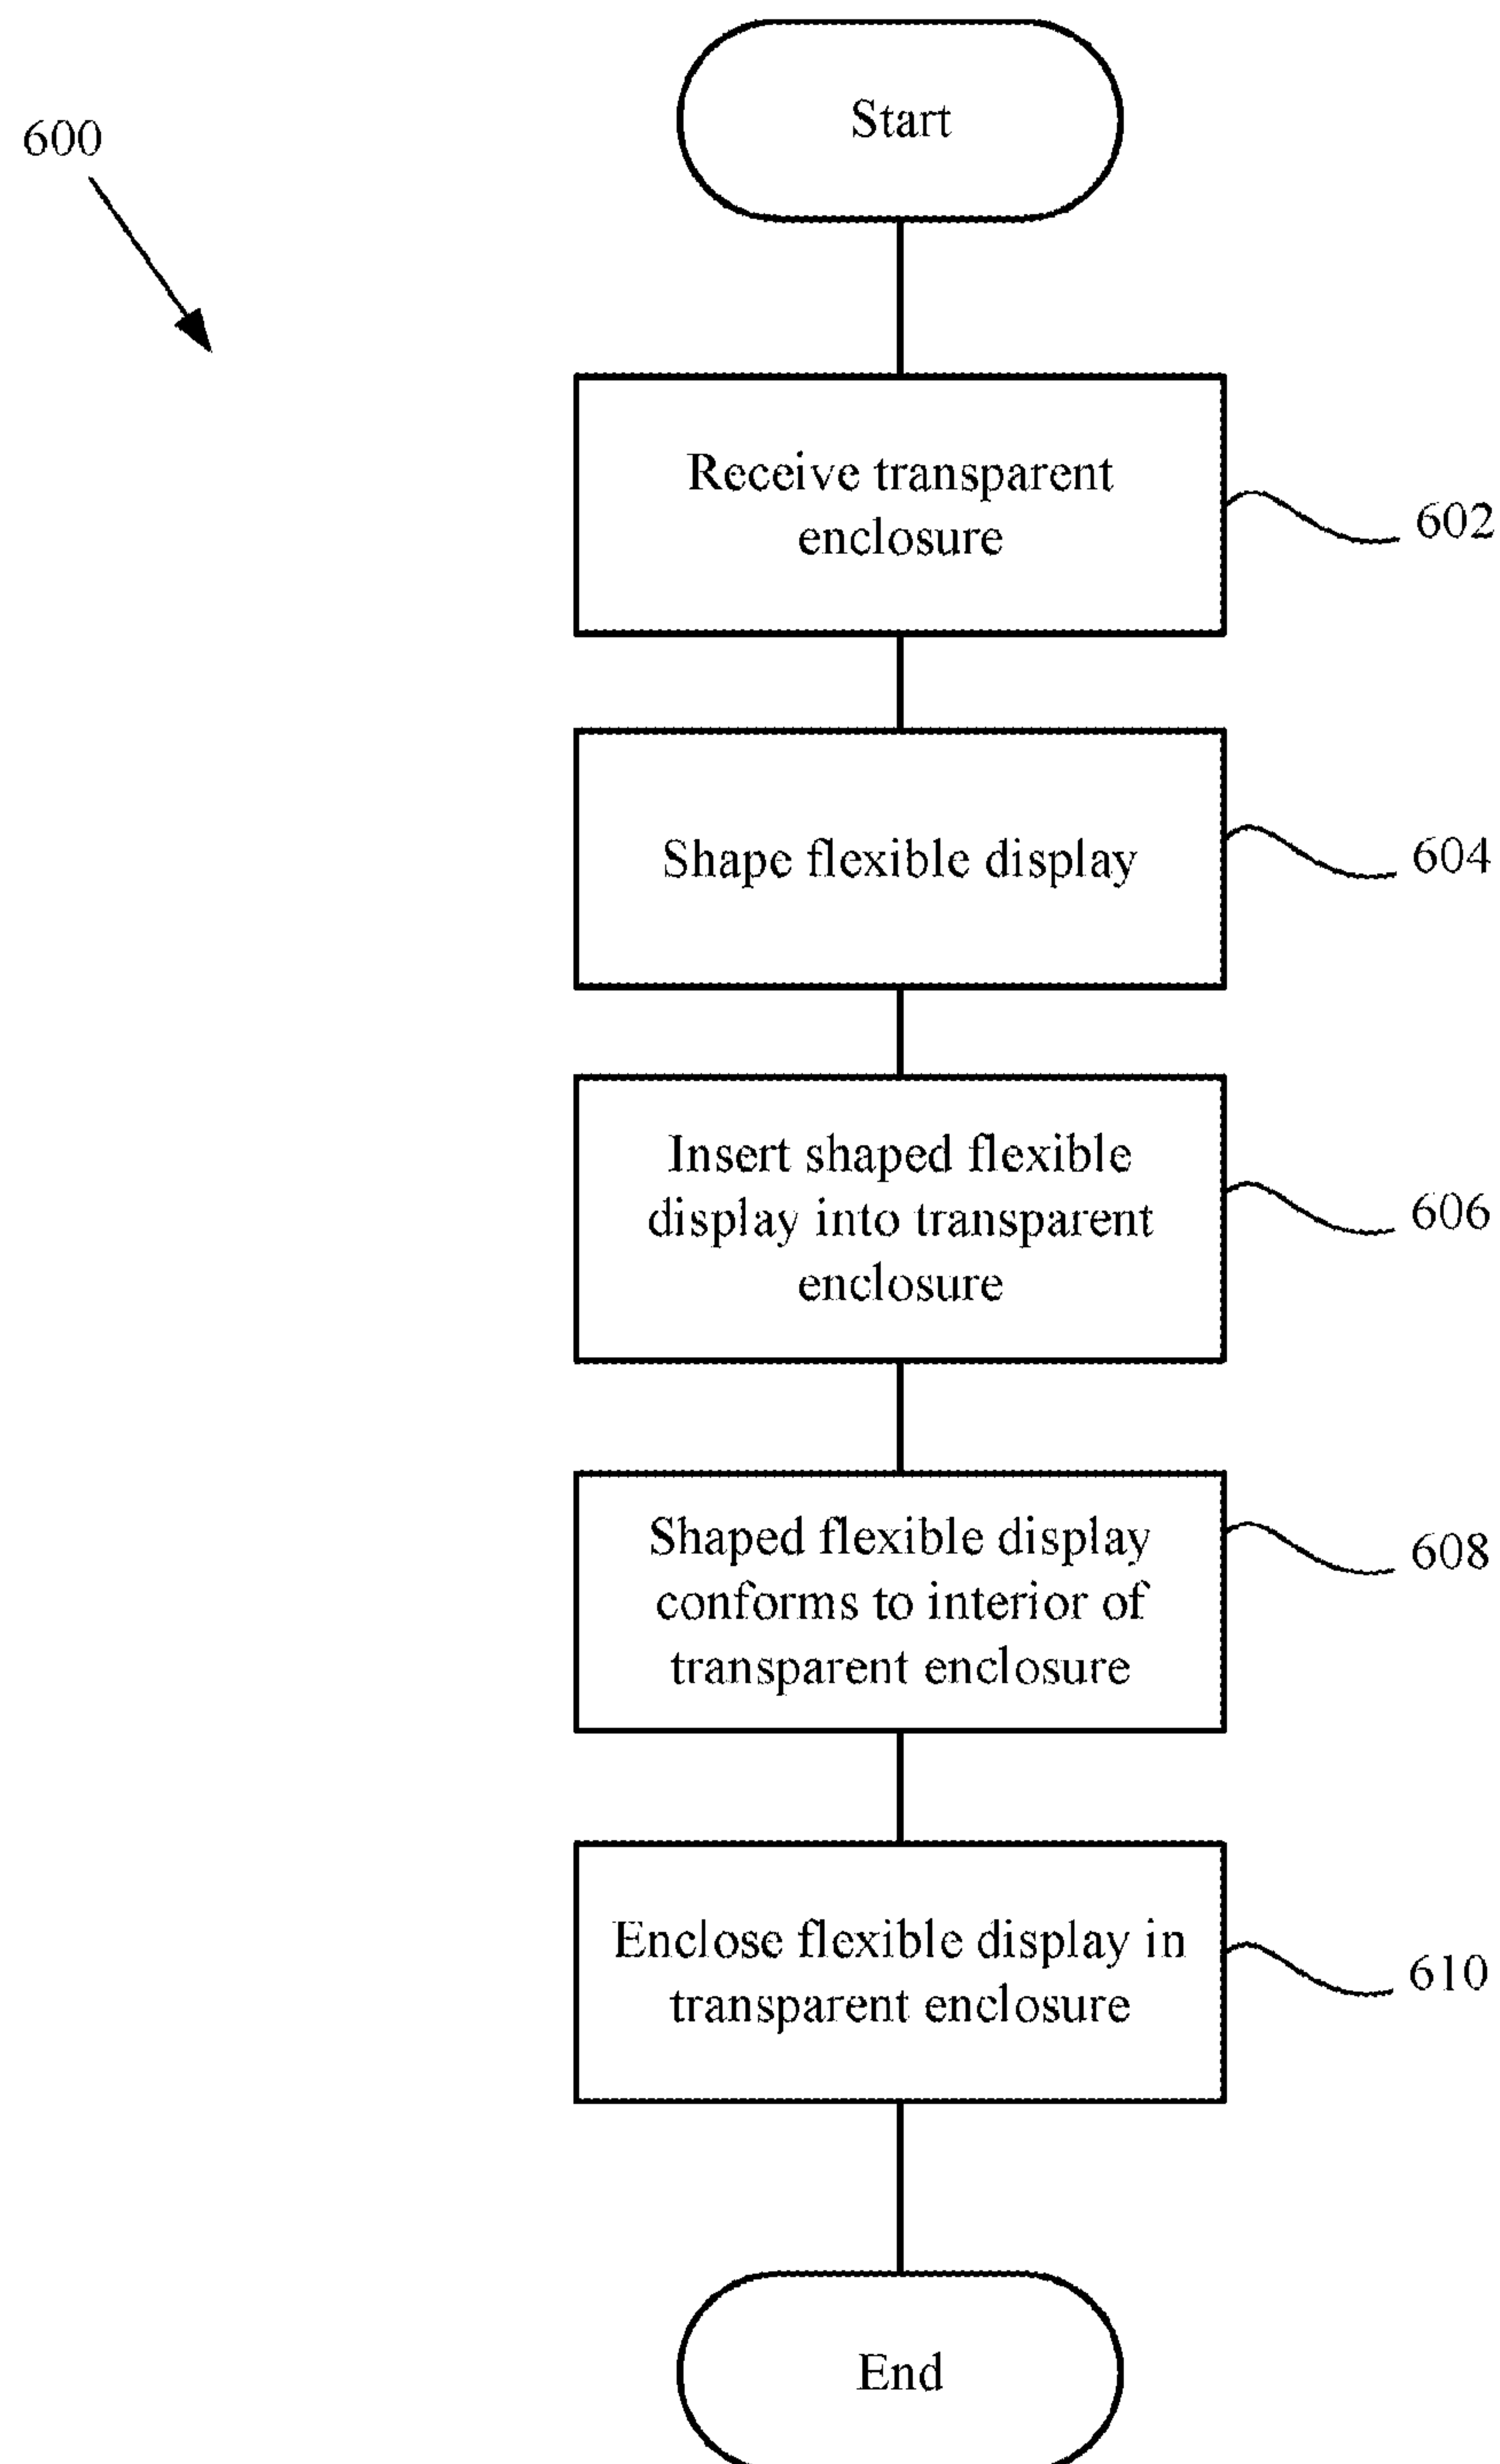 600
Start
Receive transparent
enclosure
602
Shape flexible display
604
Insert shaped flexible
display into transparent
enclosure
606
Shaped flexible display
conforms to interior of
transparent enclosure
608
Enclose flexible display in
transparent enclosure
610
End